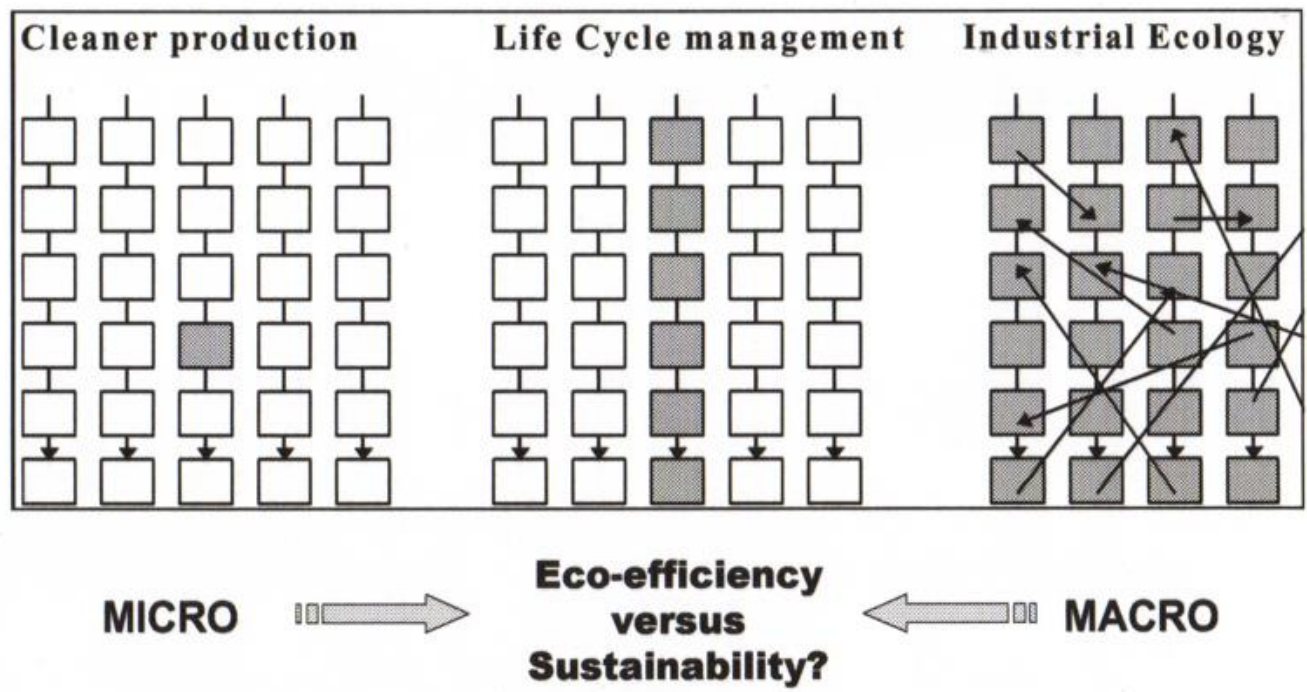 Cleaner production
Life Cycle management
Industrial Ecology
MICRO
Eco-efficiency
versus
Sustainability?
MACRO